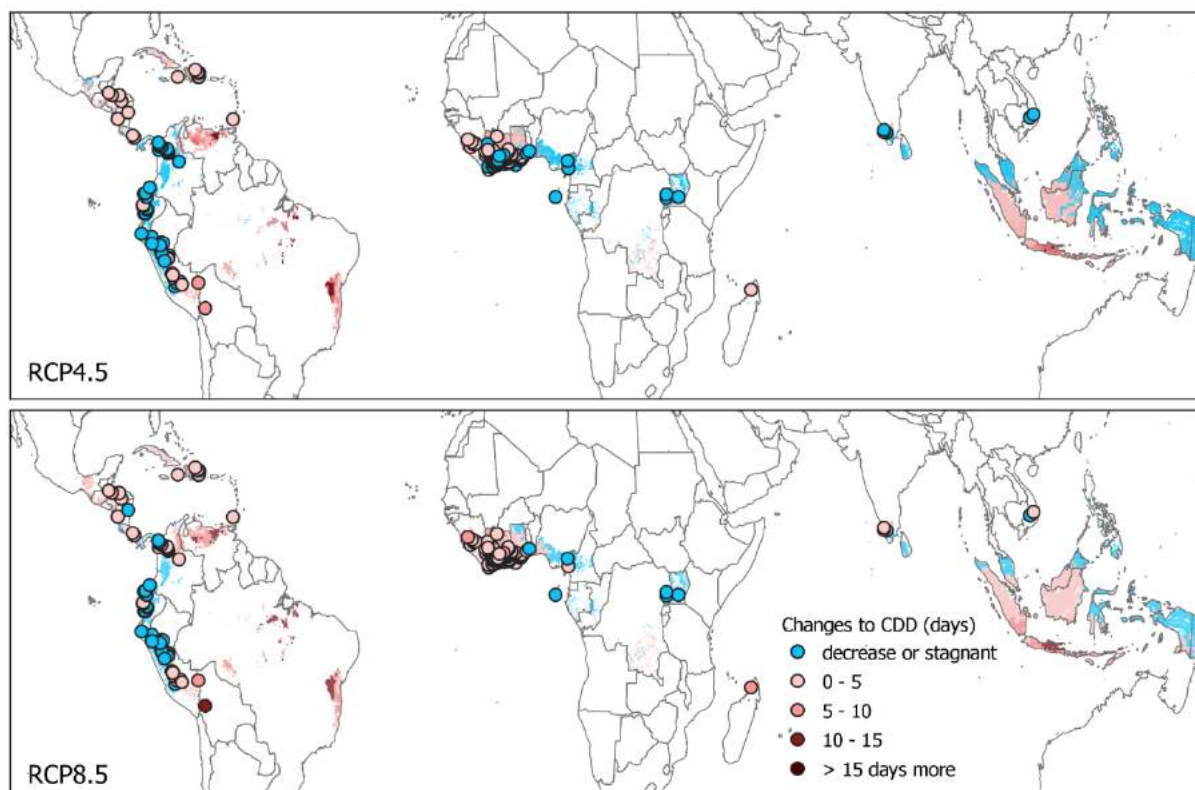 RCP4.5
Changes to CDD (days)
decrease or stagnant
0 - 5
5 - 10
10 - 15
> 15 days more
RCP8.5